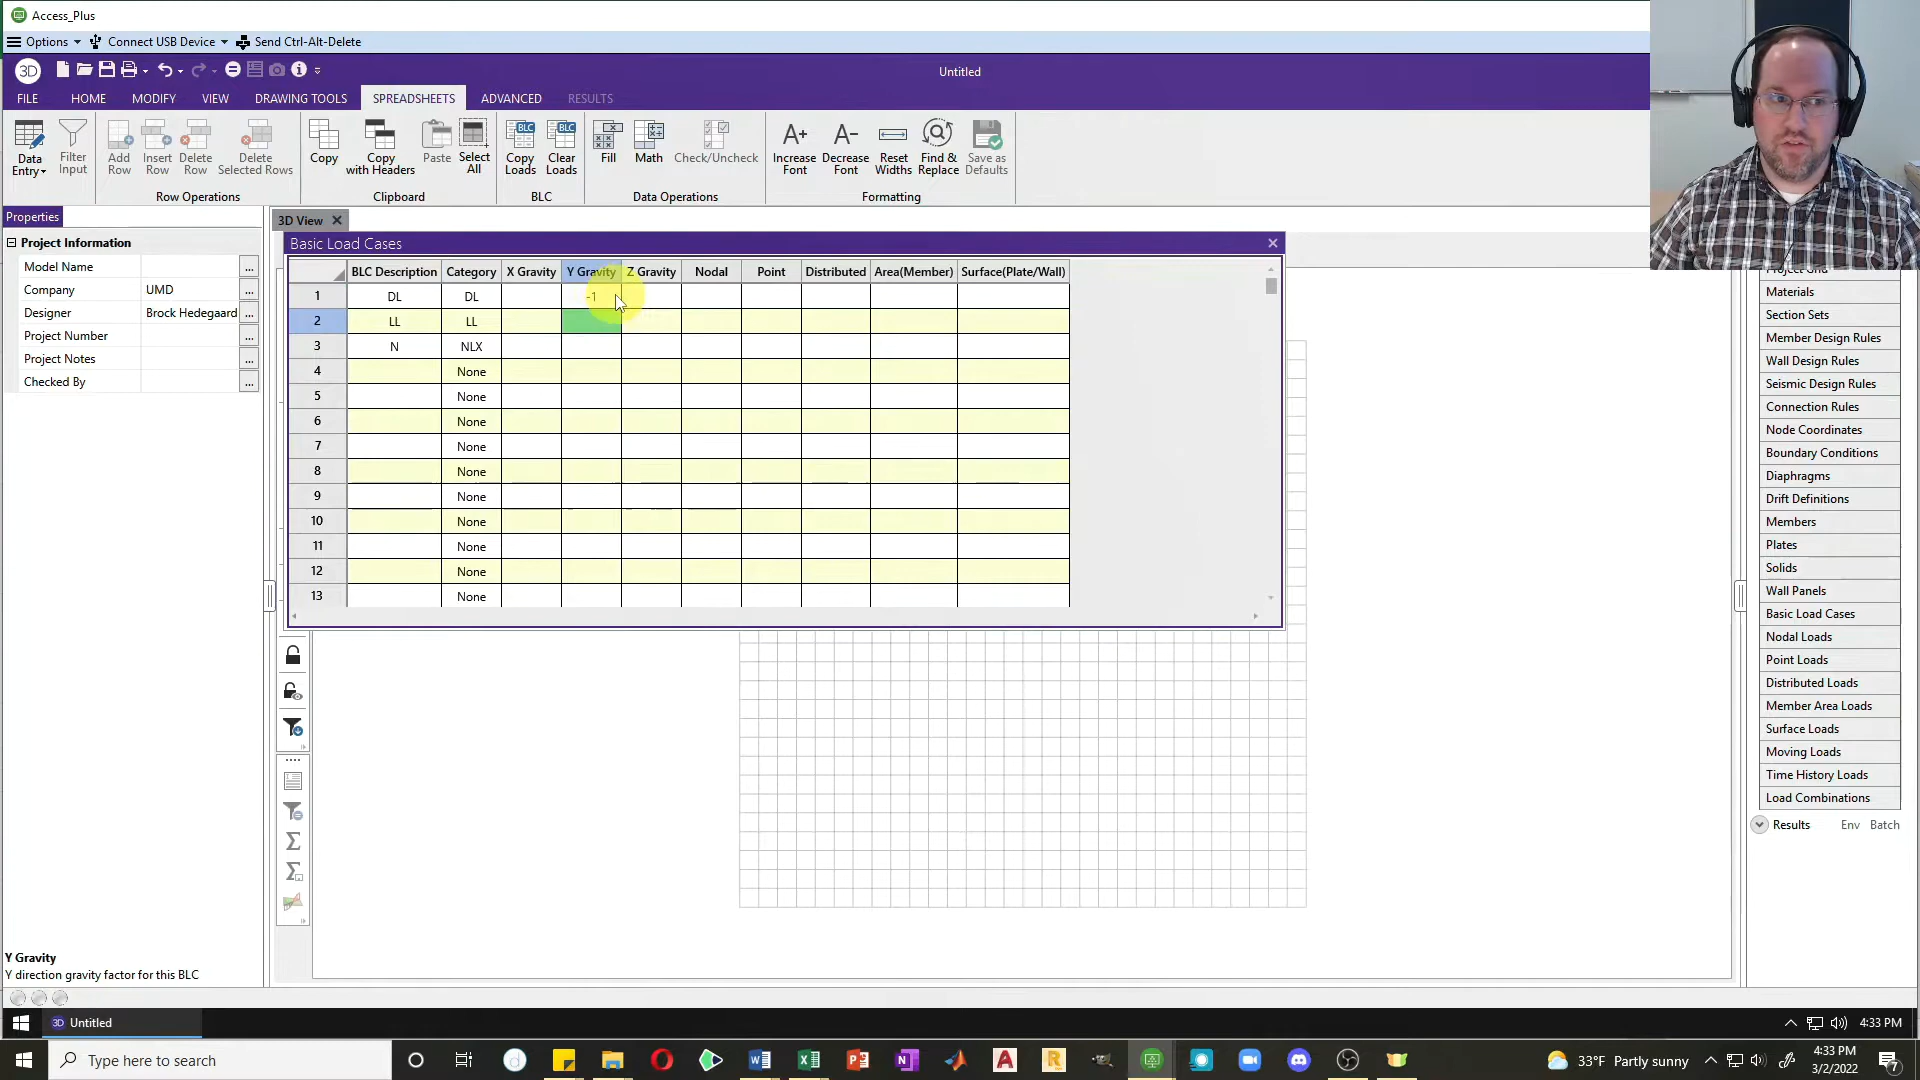 Access_Plus
Options Connect USB Device Send Ctrl-Alt-Delete
3D Untitled
FILE HOME MODIFY VIEW DRAWING TOOLS SPREADSHEETS ADVANCED RESULTS
Data Entry Filter Input Add Row Insert Row Delete Row Delete Selected Rows Copy Copy with Headers Paste Select All BLC Copy Loads BLC Clear Loads Fill Math Check/Uncheck A+ Increase Font A- Decrease Font Reset Widths Find & Replace Save as Defaults
Row Operations Clipboard BLC Data Operations Formatting
Properties
Project Information
Model Name ...
Company UMD ...
Designer Brock Hedegaard ...
Project Number ...
Project Notes ...
Checked By ...
3D View
Basic Load Cases
BLC Description Category X Gravity Y Gravity Z Gravity Nodal Point Distributed Area(Member) Surface(Plate/Wall)
1 DL DL -1
2 LL LL
3 N NLX
4 None
5 None
6 None
7 None
8 None
9 None
10 None
11 None
12 None
13 None
Materials
Section Sets
Member Design Rules
Wall Design Rules
Seismic Design Rules
Connection Rules
Node Coordinates
Boundary Conditions
Diaphragms
Drift Definitions
Members
Plates
Solids
Wall Panels
Basic Load Cases
Nodal Loads
Point Loads
Distributed Loads
Member Area Loads
Surface Loads
Moving Loads
Time History Loads
Load Combinations
Results Env Batch
Y Gravity
Y direction gravity factor for this BLC
3D Untitled
4:33 PM
Type here to search
33°F Partly sunny
4:33 PM
3/2/2022
7